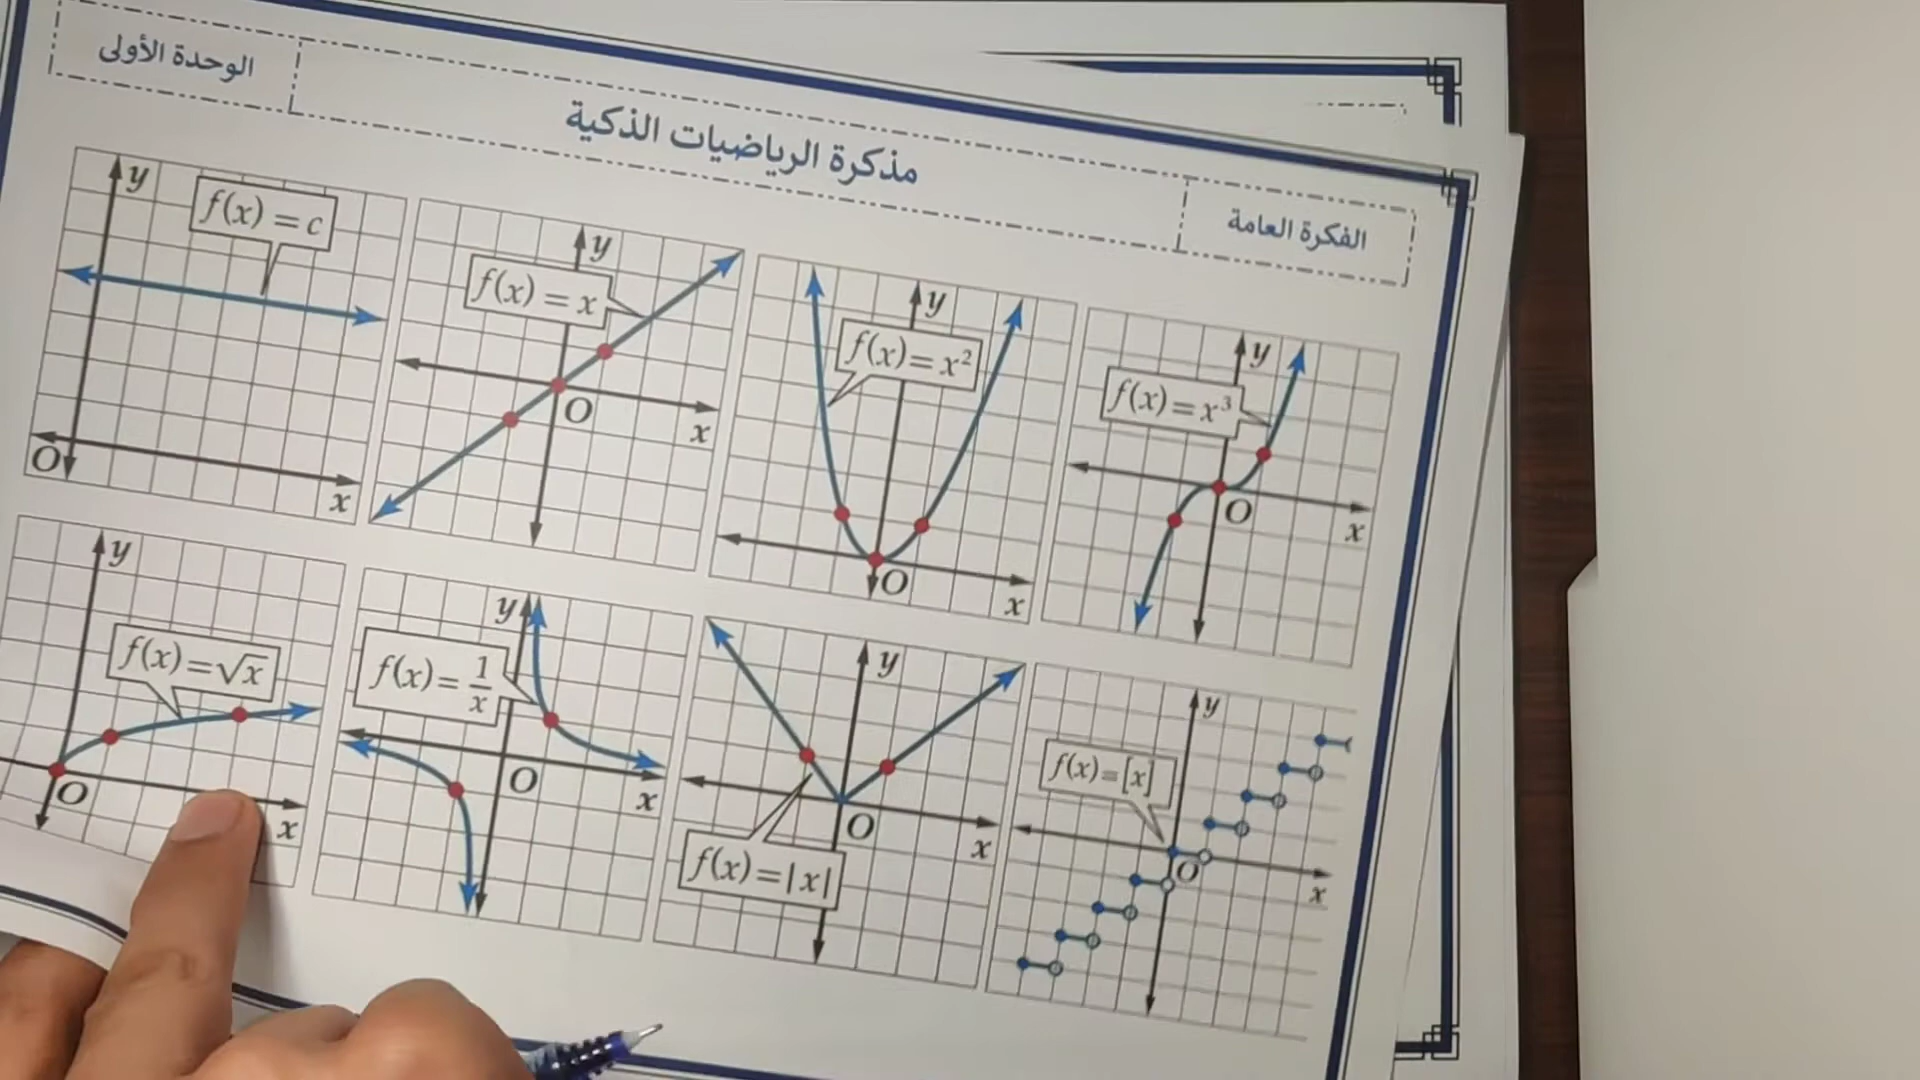 الوحدة الأولى
مذكرة الرياضيات الذكية
الفكرة العامة
y
f(x) = c
O
x
y
f(x) = x
O
x
y
f(x) = x²
O
x
y
f(x) = x³
O
x
y
f(x) = √x
O
x
y
f(x) = 1/x
O
x
y
O
x
f(x) = |x|
y
f(x) = [x]
O
x